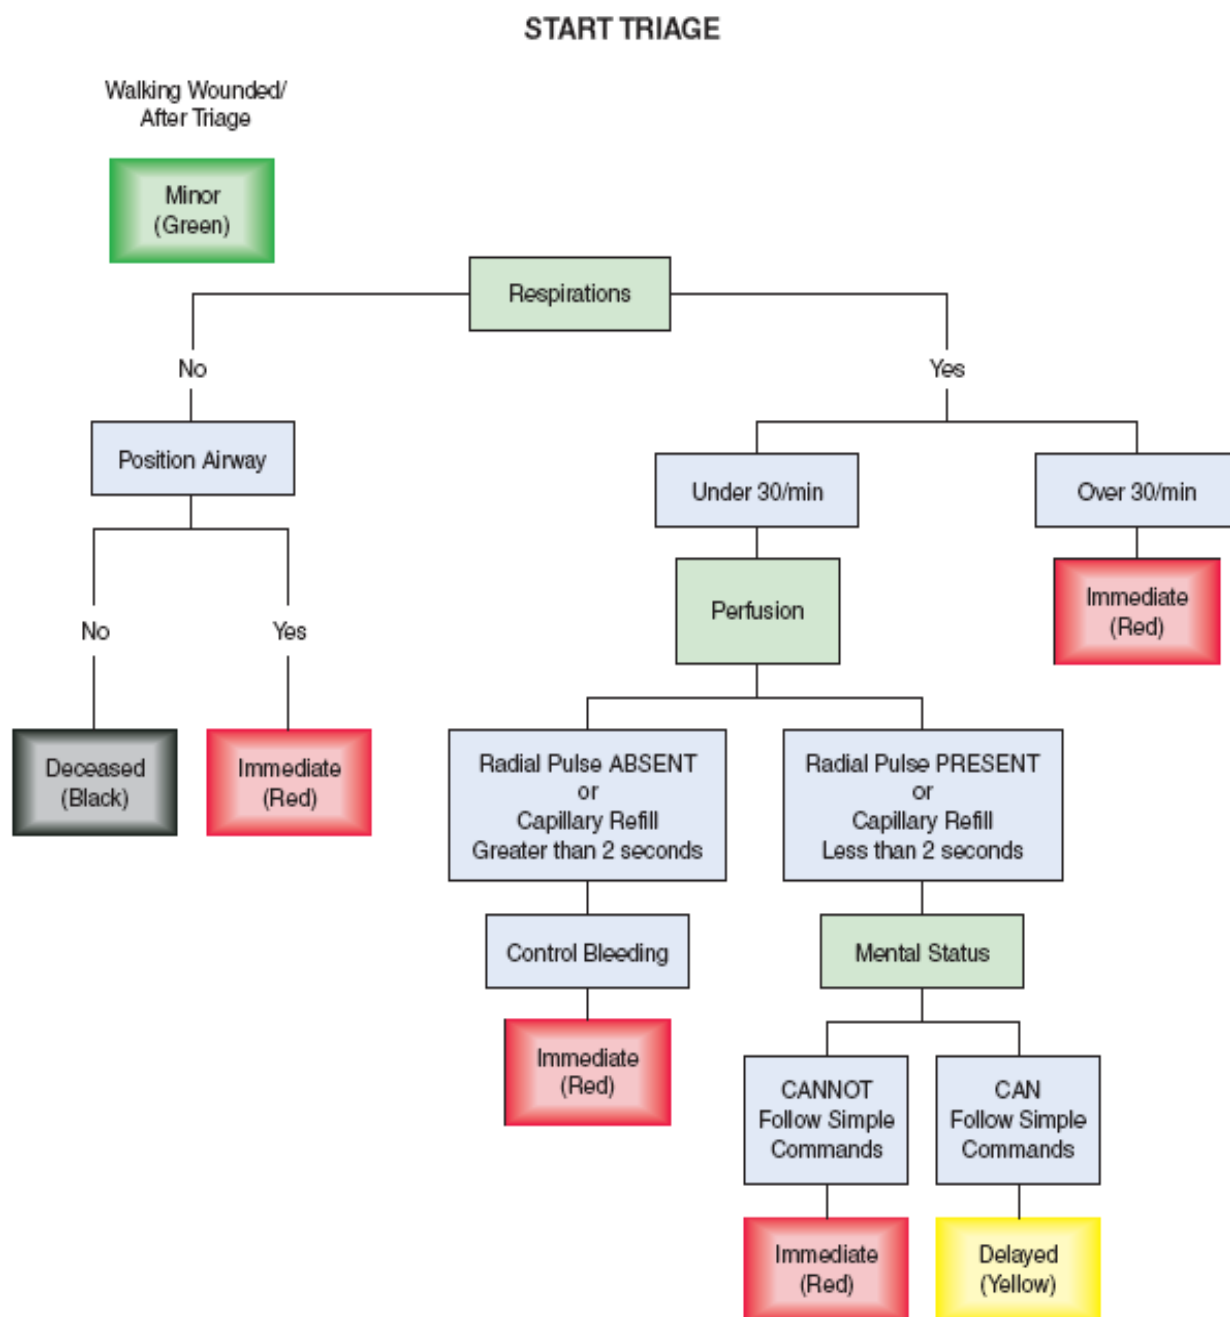 START TRIAGE
Walking Wounded/
After Triage
Minor
(Green)
Respirations
No
Yes
Position Airway
Under 30/min
Over 30/min
No
Yes
Perfusion
Immediate
(Red)
Deceased
(Black)
Immediate
(Red)
Radial Pulse ABSENT
or
Capillary Refill
Greater than 2 seconds
Radial Pulse PRESENT
or
Capillary Refill
Less than 2 seconds
Control Bleeding
Mental Status
Immediate
(Red)
CANNOT
Follow Simple
Commands
CAN
Follow Simple
Commands
Immediate
(Red)
Delayed
(Yellow)